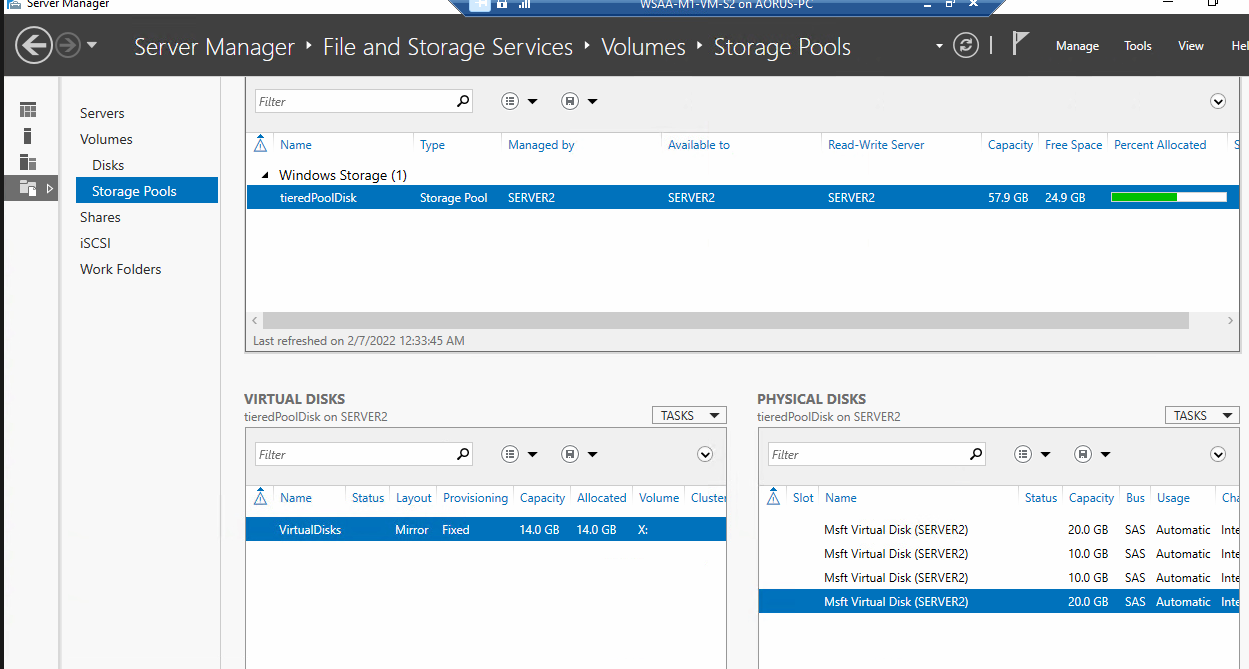 Server Manager
WSAA-M1-VM-S2 on AORUS-PC
Server Manager File and Storage Services Volumes Storage Pools
Manage Tools View Hel
Servers
Volumes
Disks
Storage Pools
Shares
iSCSI
Work Folders
Filter
Name Type Managed by Available to Read-Write Server Capacity Free Space Percent Allocated S
Windows Storage (1)
tieredPoolDisk Storage Pool SERVER2 SERVER2 SERVER2 57.9 GB 24.9 GB
Last refreshed on 2/7/2022 12:33:45 AM
VIRTUAL DISKS
tieredPoolDisk on SERVER2
TASKS
Filter
Name Status Layout Provisioning Capacity Allocated Volume Cluster
VirtualDisks Mirror Fixed 14.0 GB 14.0 GB X:
PHYSICAL DISKS
tieredPoolDisk on SERVER2
TASKS
Filter
Slot Name Status Capacity Bus Usage Cha
Msft Virtual Disk (SERVER2) 20.0 GB SAS Automatic Inte
Msft Virtual Disk (SERVER2) 10.0 GB SAS Automatic Inte
Msft Virtual Disk (SERVER2) 10.0 GB SAS Automatic Inte
Msft Virtual Disk (SERVER2) 20.0 GB SAS Automatic Inte